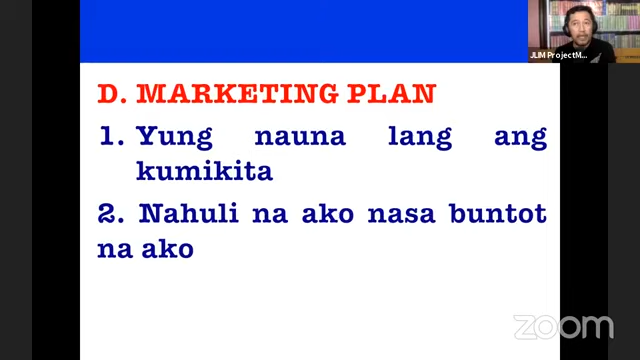 JLIM ProjectM...
D. MARKETING PLAN
1. Yung nauna lang ang
kumikita
2. Nahuli na ako nasa buntot
na ako
zoom